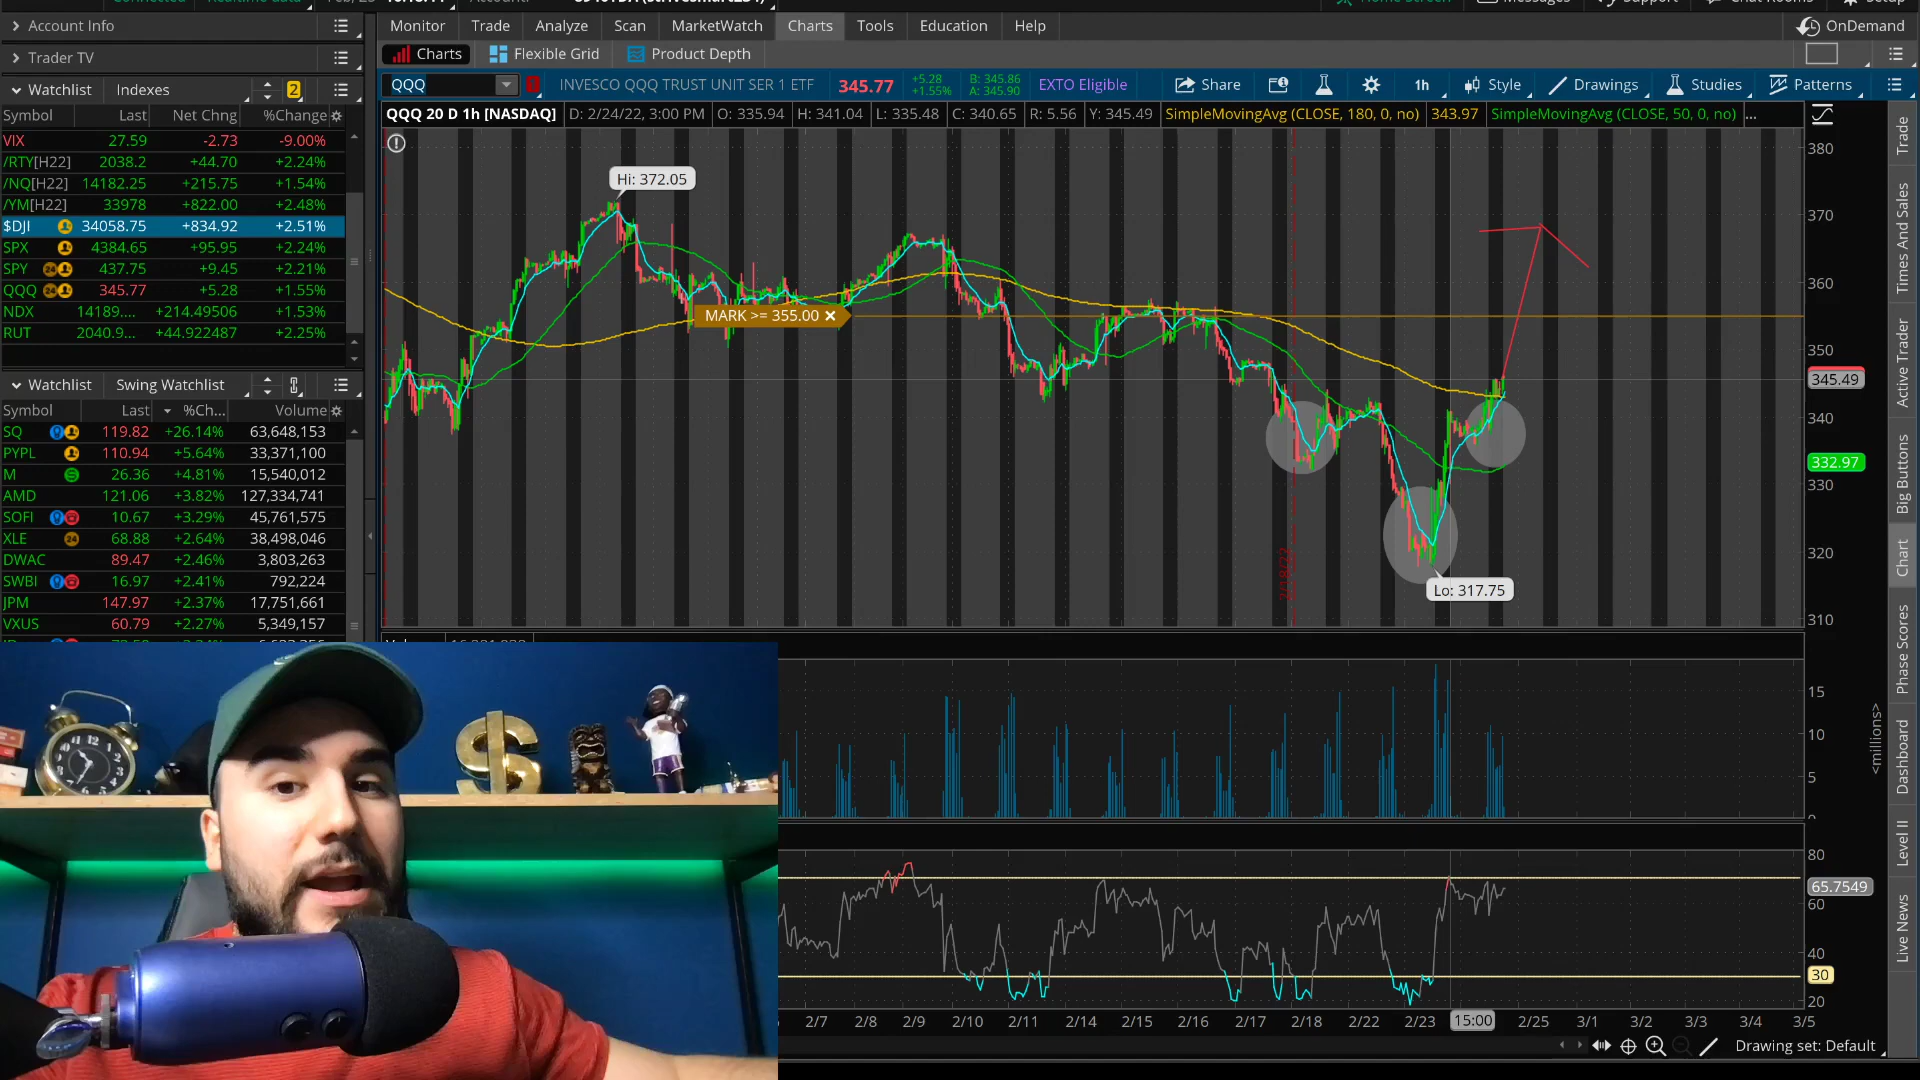 Account Info
Trader TV
Watchlist Indexes 2
Symbol Last Net Chng %Change
VIX 27.59 -2.73 -9.00%
/RTY[H22] 2038.2 +44.70 +2.24%
/NQ[H22] 14182.25 +215.75 +1.54%
/YM[H22] 33978 +822.00 +2.48%
$DJI 34058.75 +834.92 +2.51%
SPX 4384.65 +95.95 +2.24%
SPY 24 437.75 +9.45 +2.21%
QQQ 24 345.77 +5.28 +1.55%
NDX 14189.... +214.49506 +1.53%
RUT 2040.9... +44.922487 +2.25%
Watchlist Swing Watchlist
Symbol Last %Ch... Volume
SQ 119.82 +26.14% 63,648,153
PYPL 110.94 +5.64% 33,371,100
M 26.36 +4.81% 15,540,012
AMD 121.06 +3.82% 127,334,741
SOFI 10.67 +3.29% 45,761,575
XLE 24 68.88 +2.64% 38,498,046
DWAC 89.47 +2.46% 3,803,263
SWBI 16.97 +2.41% 792,224
JPM 147.97 +2.37% 17,751,661
VXUS 60.79 +2.27% 5,349,157
Monitor Trade Analyze Scan MarketWatch Charts Tools Education Help
OnDemand
Charts Flexible Grid Product Depth
QQQ INVESCO QQQ TRUST UNIT SER 1 ETF 345.77 +5.28 +1.55% B: 345.86 A: 345.90 EXTO Eligible Share 1h Style Drawings Studies Patterns
QQQ 20 D 1h [NASDAQ] D: 2/24/22, 3:00 PM O: 335.94 H: 341.04 L: 335.48 C: 340.65 R: 5.56 Y: 345.49 SimpleMovingAvg (CLOSE, 180, 0, no) 343.97 SimpleMovingAvg (CLOSE, 50, 0, no) ...
Hi: 372.05
MARK >= 355.00
Lo: 317.75
2/18/22
380
370
360
350
345.49
340
332.97
330
320
310
15
10
5
<millions>
80
65.7549
60
40
30
20
2/7 2/8 2/9 2/10 2/11 2/14 2/15 2/16 2/17 2/18 2/22 2/23 15:00 2/25 3/1 3/2 3/3 3/4 3/5
Drawing set: Default
Trade
Times And Sales
Active Trader
Big Buttons
Chart
Phase Scores
Dashboard
Level II
Live News